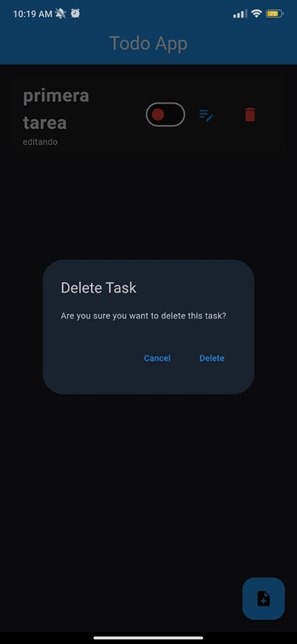 10:19 AM
Todo App
primera
tarea
editando
Delete Task
Are you sure you want to delete this task?
Cancel Delete